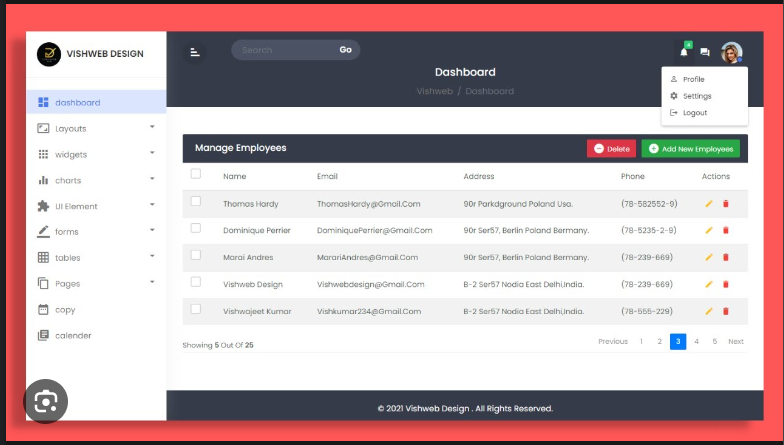 VISHWEB DESIGN
Search
Go
4
Dashboard
Vishweb / Dashboard
Profile
Settings
Logout
dashboard
Layouts
widgets
charts
UI Element
forms
tables
Pages
copy
calender
Manage Employees
Delete
Add New Employees
Name Email Address Phone Actions
Thomas Hardy ThomasHardy@Gmail.Com 90r Parkdground Poland Usa. (78-582552-9)
Dominique Perrier DominiquePerrier@Gmail.Com 90r Ser57, Berlin Poland Bermany. (78-5235-2-9)
Marai Andres MarariAndres@Gmail.Com 90r Ser57, Berlin Poland Bermany. (78-239-669)
Vishweb Design Vishwebdesign@Gmail.Com B-2 Ser57 Nodia East Delhi,India. (78-239-669)
Vishwajeet Kumar Vishkumar234@Gmail.Com B-2 Ser57 Nodia East Delhi,India. (78-555-229)
Showing 5 Out Of 25
Previous 1 2 3 4 5 Next
© 2021 Vishweb Design . All Rights Reserved.